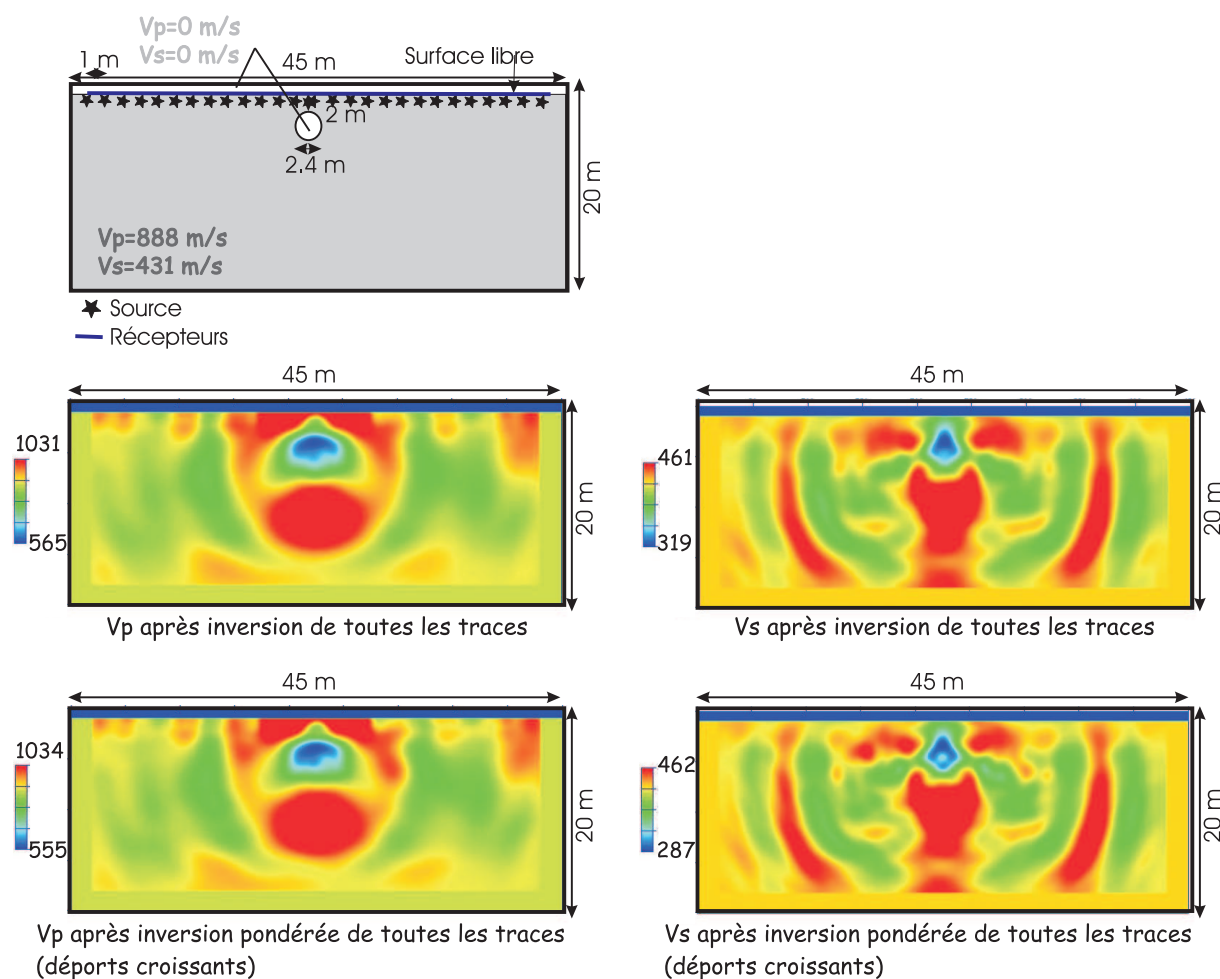 Vp=0 m/s
Vs=0 m/s
1 m
45 m
Surface libre
2 m
2.4 m
20 m
Vp=888 m/s
Vs=431 m/s
Source
Récepteurs
45 m
1031
565
20 m
Vp après inversion de toutes les traces
45 m
461
319
20 m
Vs après inversion de toutes les traces
45 m
1034
555
20 m
Vp après inversion pondérée de toutes les traces
(déports croissants)
45 m
462
287
20 m
Vs après inversion pondérée de toutes les traces
(déports croissants)